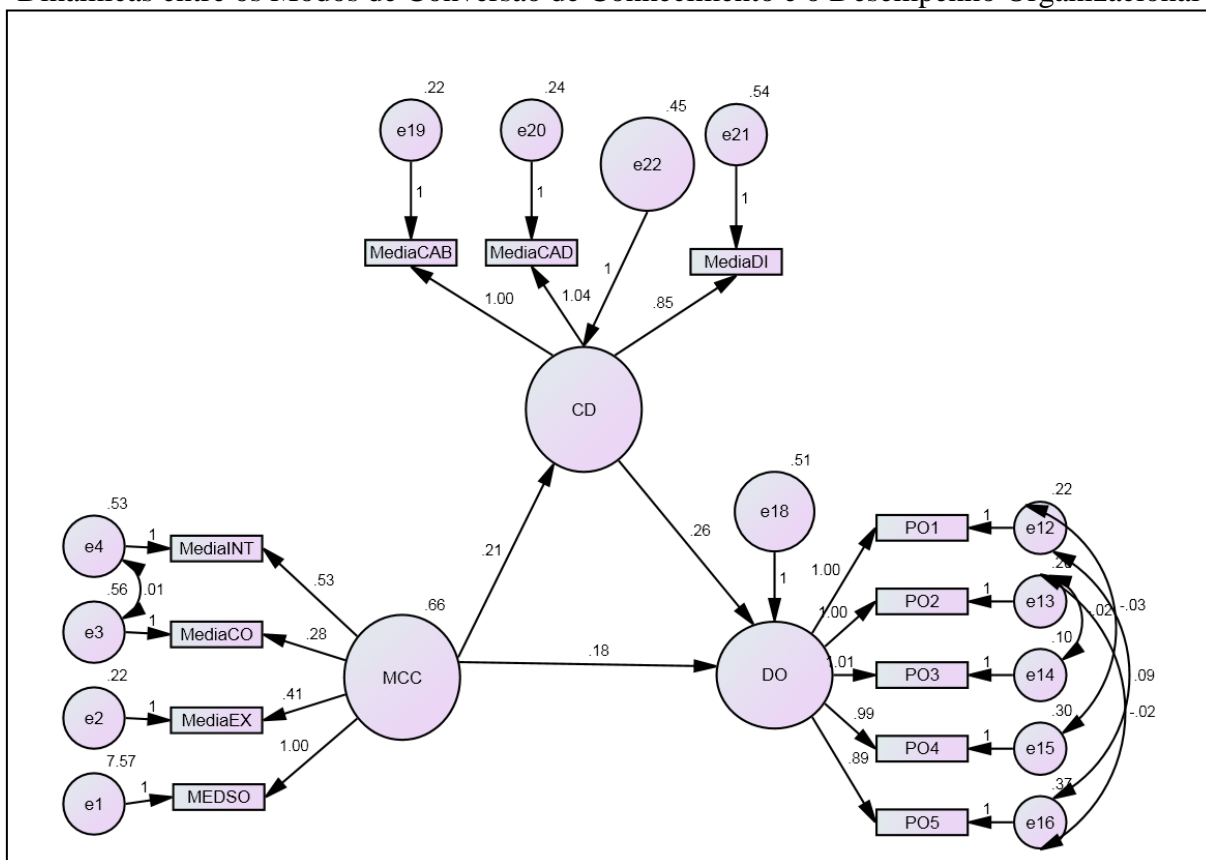 Dinâmicas entre os Modos de Conversão de Conhecimento e o Desempenho Organizacional
.22 .24 .45 .54
e19 e20 e22 e21
1 1 1 1
MediaCAB MediaCAD MediaDI
1.00 1.04 .85
CD
.51
e18
.21 .26 1
.53
e4 1 MediaINT .53
.01
.56
e3 1 MediaCO .28
.22
e2 1 MediaEX .41
7.57
e1 1 MEDSO 1.00
.66
MCC
.18
DO
1.00 PO1 1 e12 .22
1.00 PO2 1 e13
1.01 PO3 1 e14 .10
.99 PO4 1 e15 .30
.89 PO5 1 e16 .37
-.02 -.03
.09
-.02